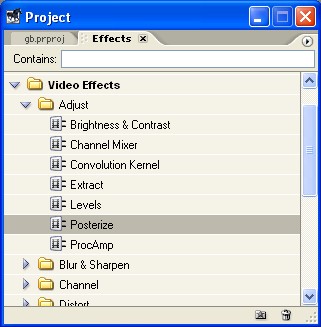 Project
gb.prproj Effects
Contains:
Video Effects
Adjust
Brightness & Contrast
Channel Mixer
Convolution Kernel
Extract
Levels
Posterize
ProcAmp
Blur & Sharpen
Channel
Distort